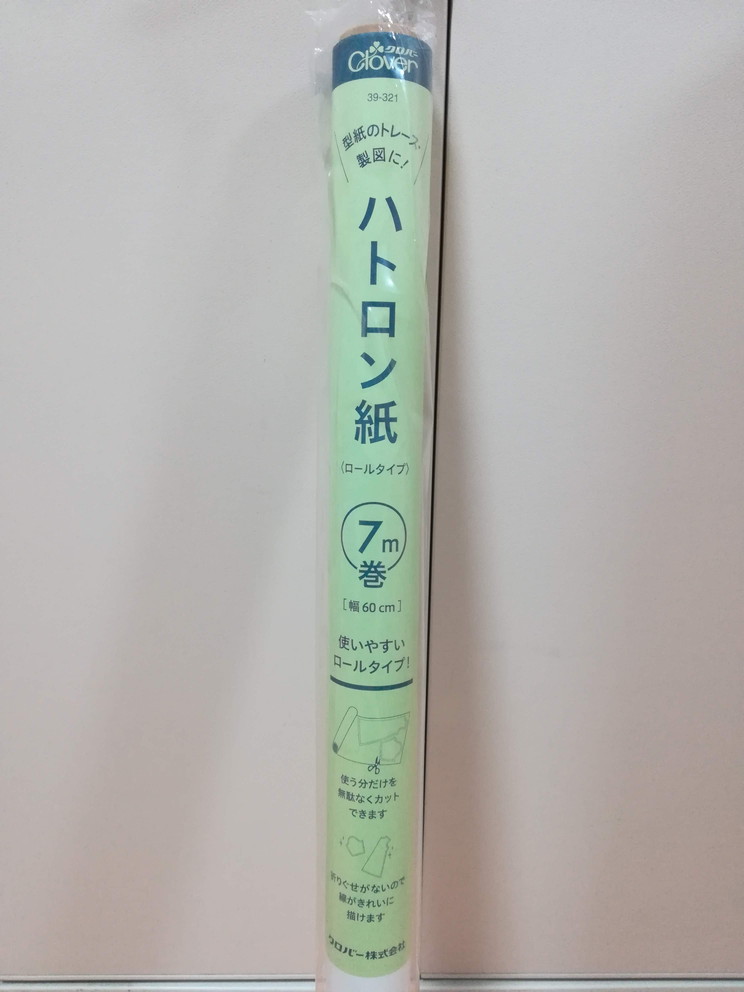 クロバー
Clover
39-321
型紙のトレース・
製図に!
ハトロン紙
〈ロールタイプ〉
7m
巻
[幅60cm]
使いやすい
ロールタイプ!
使う分だけを
無駄なくカット
できます
折りぐせがないので
線がきれいに
描けます
クロバー株式会社